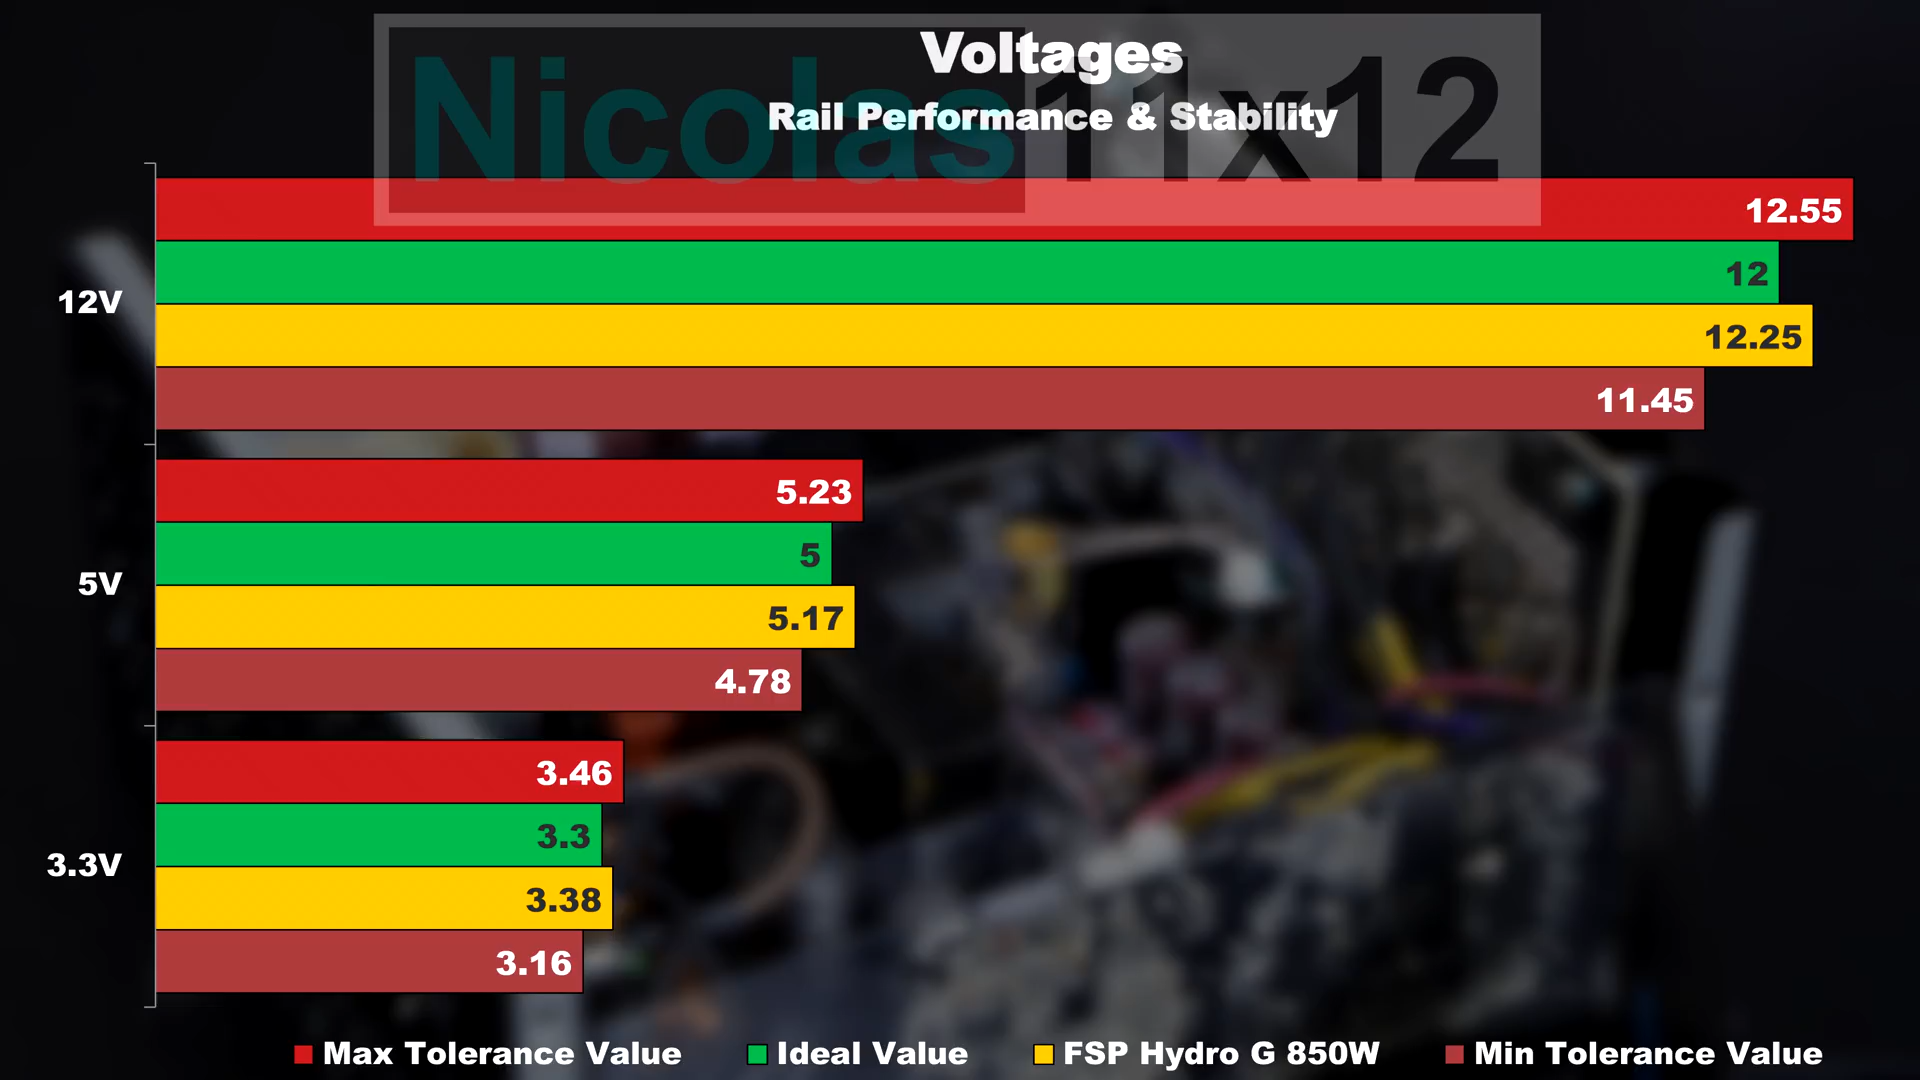 Voltages
Nicolas11x12
Rail Performance & Stability
12V
12.55
12
12.25
11.45
5V
5.23
5
5.17
4.78
3.3V
3.46
3.3
3.38
3.16
Max Tolerance Value
Ideal Value
FSP Hydro G 850W
Min Tolerance Value